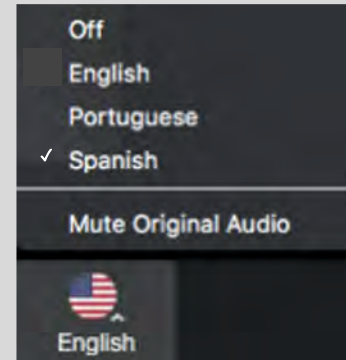 Off
English
Portuguese
✓ Spanish
Mute Original Audio
English